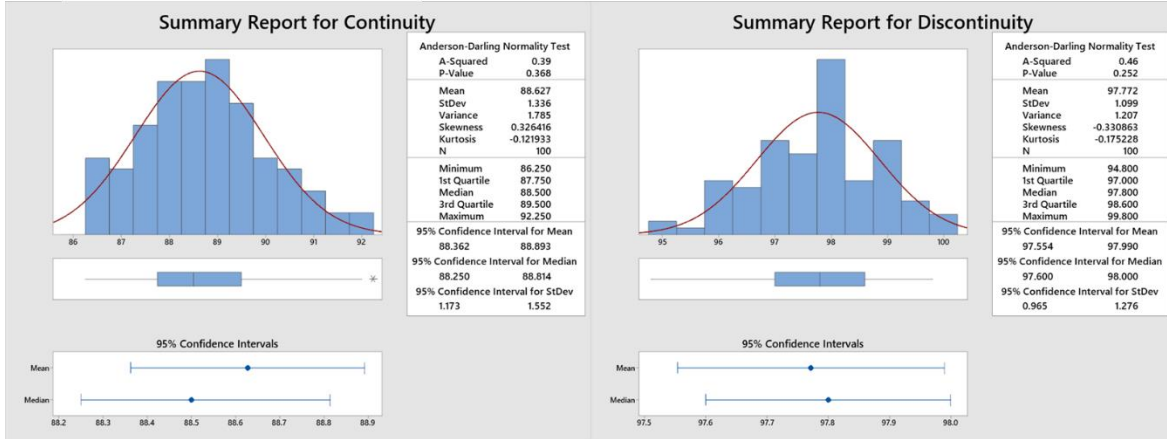 Summary Report for Continuity
Anderson-Darling Normality Test
A-Squared 0.39
P-Value 0.368
Mean 88.627
StDev 1.336
Variance 1.785
Skewness 0.326416
Kurtosis -0.121933
N 100
Minimum 86.250
1st Quartile 87.750
Median 88.500
3rd Quartile 89.500
Maximum 92.250
95% Confidence Interval for Mean
88.362 88.893
95% Confidence Interval for Median
88.250 88.814
95% Confidence Interval for StDev
1.173 1.552
86 87 88 89 90 91 92
95% Confidence Intervals
Mean
Median
88.2 88.3 88.4 88.5 88.6 88.7 88.8 88.9
Summary Report for Discontinuity
Anderson-Darling Normality Test
A-Squared 0.46
P-Value 0.252
Mean 97.772
StDev 1.099
Variance 1.207
Skewness -0.330863
Kurtosis -0.175228
N 100
Minimum 94.800
1st Quartile 97.000
Median 97.800
3rd Quartile 98.600
Maximum 99.800
95% Confidence Interval for Mean
97.554 97.990
95% Confidence Interval for Median
97.600 98.000
95% Confidence Interval for StDev
0.965 1.276
95 96 97 98 99 100
95% Confidence Intervals
Mean
Median
97.5 97.6 97.7 97.8 97.9 98.0